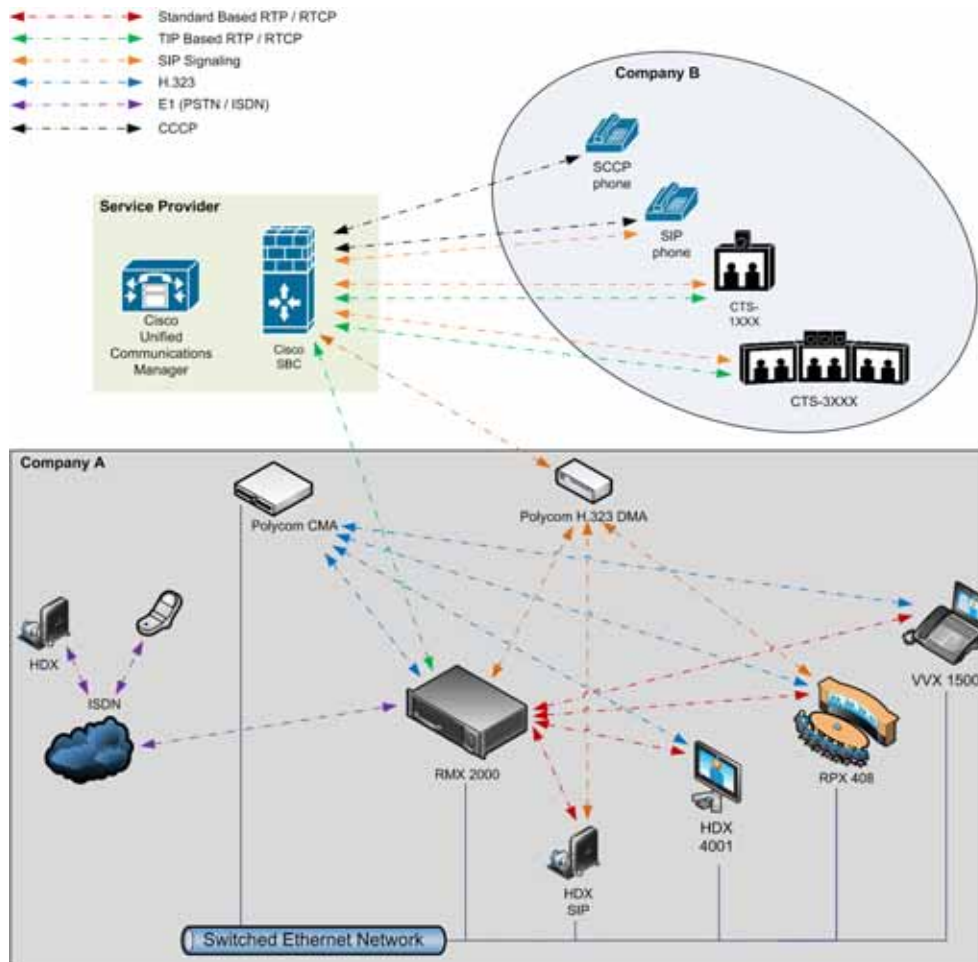 Standard Based RTP / RTCP
TIP Based RTP / RTCP
SIP Signaling
H.323
E1 (PSTN / ISDN)
CCCP
Company B
SCCP
phone
SIP
phone
CTS-
1XXX
CTS-3XXX
Service Provider
Cisco
Unified
Communications
Manager
Cisco
SBC
Company A
Polycom CMA
Polycom H.323 DMA
HDX
ISDN
RMX 2000
VVX 1500
RPX 408
HDX
4001
HDX
SIP
Switched Ethernet Network